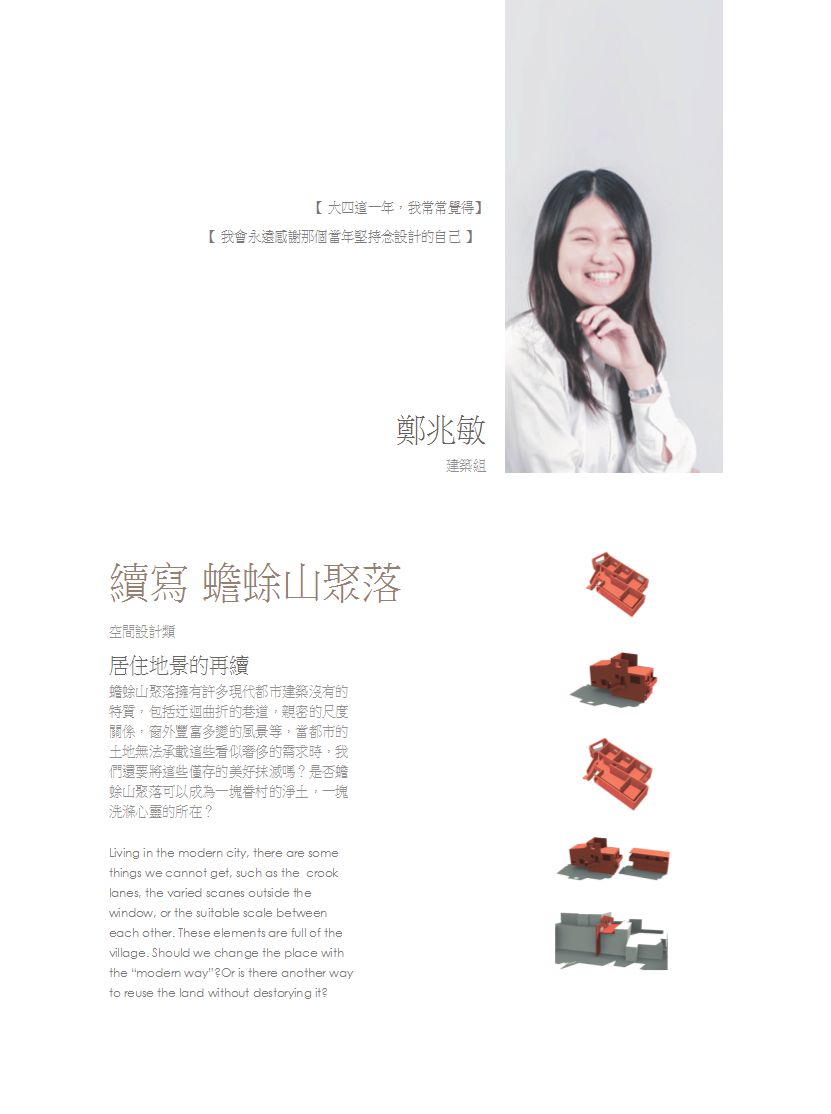 【 大四這一年，我常常覺得】
【 我會永遠感謝那個當年堅持念設計的自己 】
鄭兆敏
建築組
續寫 蟾蜍山聚落
空間設計類
居住地景的再續
蟾蜍山聚落擁有許多現代都市建築沒有的
特質，包括迂迴曲折的巷道，親密的尺度
關係，窗外豐富多變的風景等，當都市的
土地無法承載這些看似奢侈的需求時，我
們還要將這些僅存的美好抹滅嗎？是否蟾
蜍山聚落可以成為一塊眷村的淨土，一塊
洗滌心靈的所在？
Living in the modern city, there are some
things we cannot get, such as the  crook
lanes, the varied scanes outside the
window, or the suitable scale between
each other. These elements are full of the
village. Should we change the place with
the “modern way”?Or is there another way
to reuse the land without destorying it?